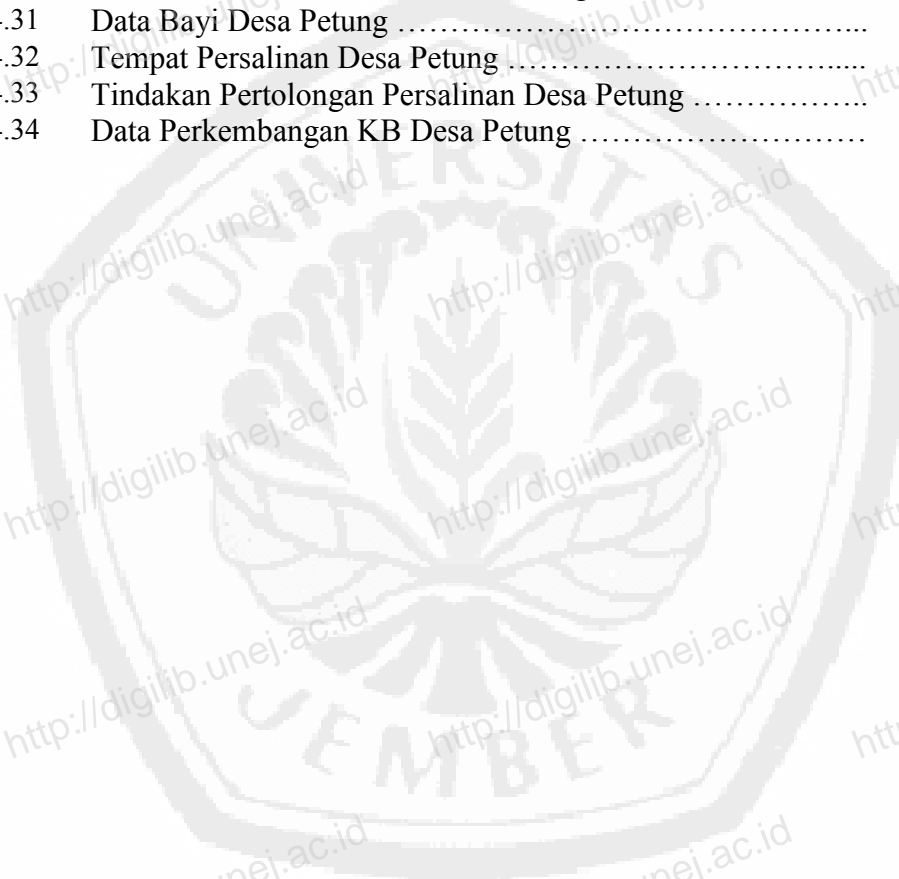 .31 Data Bayi Desa Petung ……………………………………...
.32 Tempat Persalinan Desa Petung ………………………….....
.33 Tindakan Pertolongan Persalinan Desa Petung ……………..
.34 Data Perkembangan KB Desa Petung ………………………
UNIVERSITAS
JEMBER
http://digilib.unej.ac.id
http://digilib.unej.ac.id
http://digilib.unej.ac.id
http://digilib.unej.ac.id
http://digilib.unej.ac.id
http://digilib.unej.ac.id